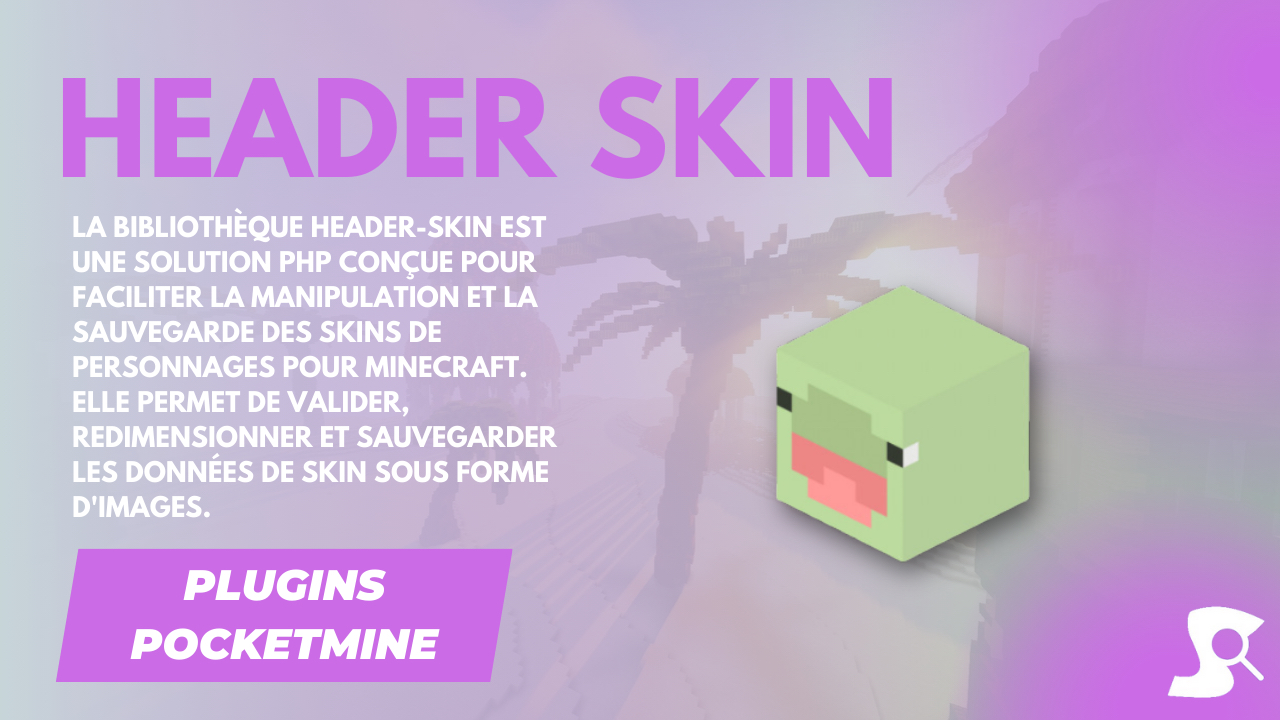 HEADER SKIN
LA BIBLIOTHÈQUE HEADER-SKIN EST
UNE SOLUTION PHP CONÇUE POUR
FACILITER LA MANIPULATION ET LA
SAUVEGARDE DES SKINS DE
PERSONNAGES POUR MINECRAFT.
ELLE PERMET DE VALIDER,
REDIMENSIONNER ET SAUVEGARDER
LES DONNÉES DE SKIN SOUS FORME
D'IMAGES.
PLUGINS
POCKETMINE